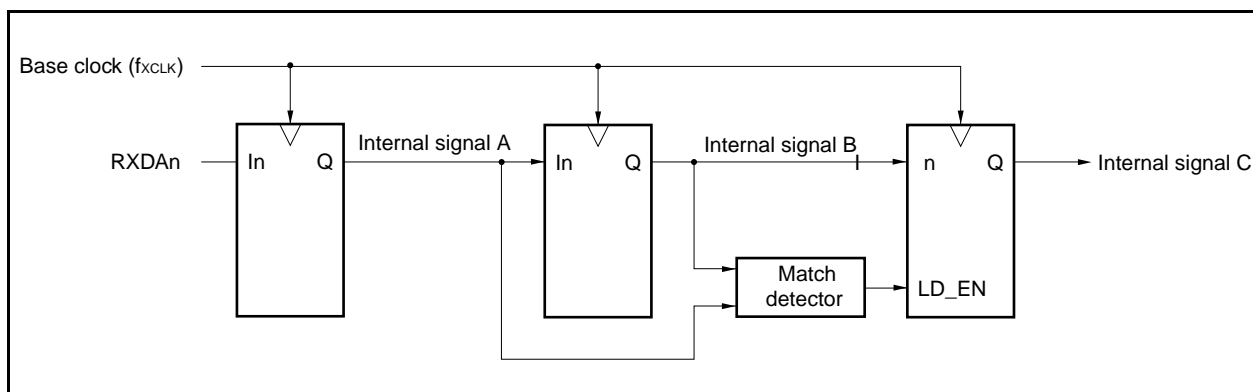 Base clock (fXCLK)
RXDAn
In
Q
Internal signal A
In
Q
Internal signal B
I
n
Q
Internal signal C
Match
detector
LD_EN